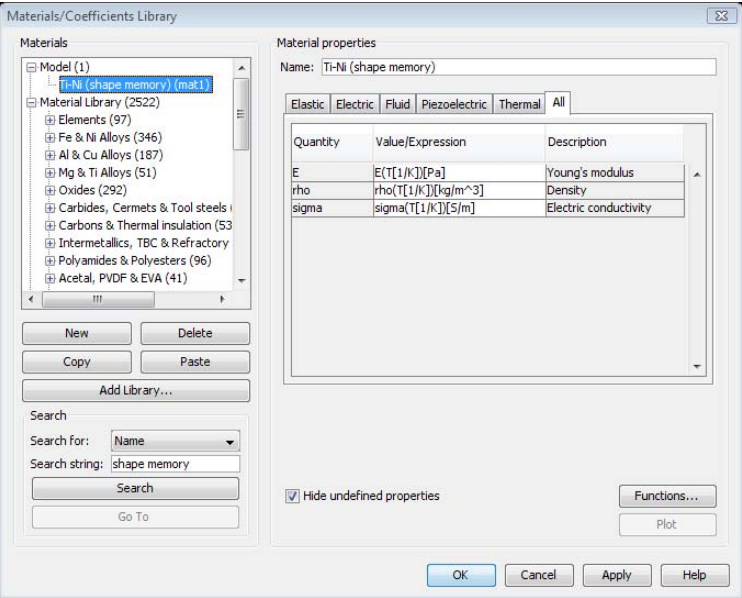 Materials/Coefficients Library
Materials
Model (1)
Ti-Ni (shape memory) (mat1)
Material Library (2522)
Elements (97)
Fe & Ni Alloys (346)
Al & Cu Alloys (187)
Mg & Ti Alloys (51)
Oxides (292)
Carbides, Cermets & Tool steels (
Carbons & Thermal insulation (53
Intermetallics, TBC & Refractory
Polyamides & Polyesters (96)
Acetal, PVDF & EVA (41)
New Delete
Copy Paste
Add Library...
Search
Search for: Name
Search string: shape memory
Search
Go To
Material properties
Name: Ti-Ni (shape memory)
Elastic Electric Fluid Piezoelectric Thermal All
Quantity Value/Expression Description
E E(T[1/K])[Pa] Young's modulus
rho rho(T[1/K])[kg/m^3] Density
sigma sigma(T[1/K])[S/m] Electric conductivity
Hide undefined properties
Functions...
Plot
OK Cancel Apply Help